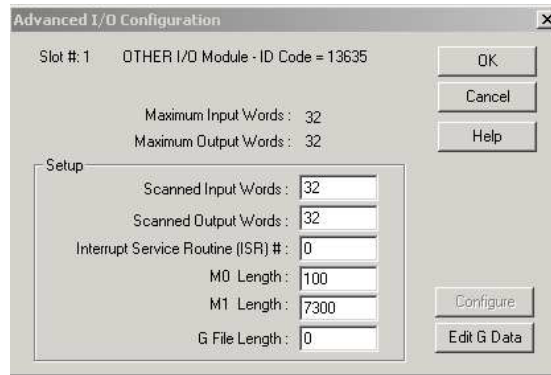 Advanced I/O Configuration
Slot #: 1 OTHER I/O Module - ID Code = 13635
OK
Cancel
Help
Maximum Input Words : 32
Maximum Output Words : 32
Setup
Scanned Input Words : 32
Scanned Output Words : 32
Interrupt Service Routine (ISR) # : 0
M0 Length : 100
M1 Length : 7300
G File Length : 0
Configure
Edit G Data